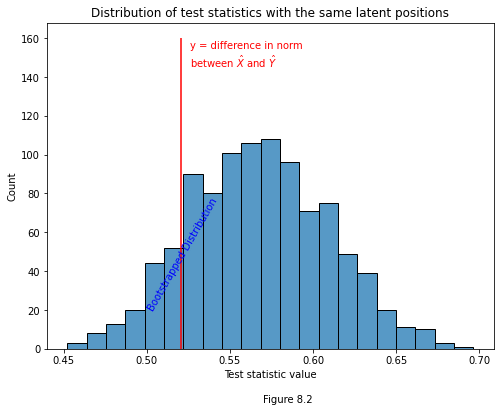 Distribution of test statistics with the same latent positions
160
140
120
100
80
60
40
20
0
Count
y = difference in norm
between X̂ and Ŷ
Bootstrapped Distribution
0.45
0.50
0.55
0.60
0.65
0.70
Test statistic value
Figure 8.2